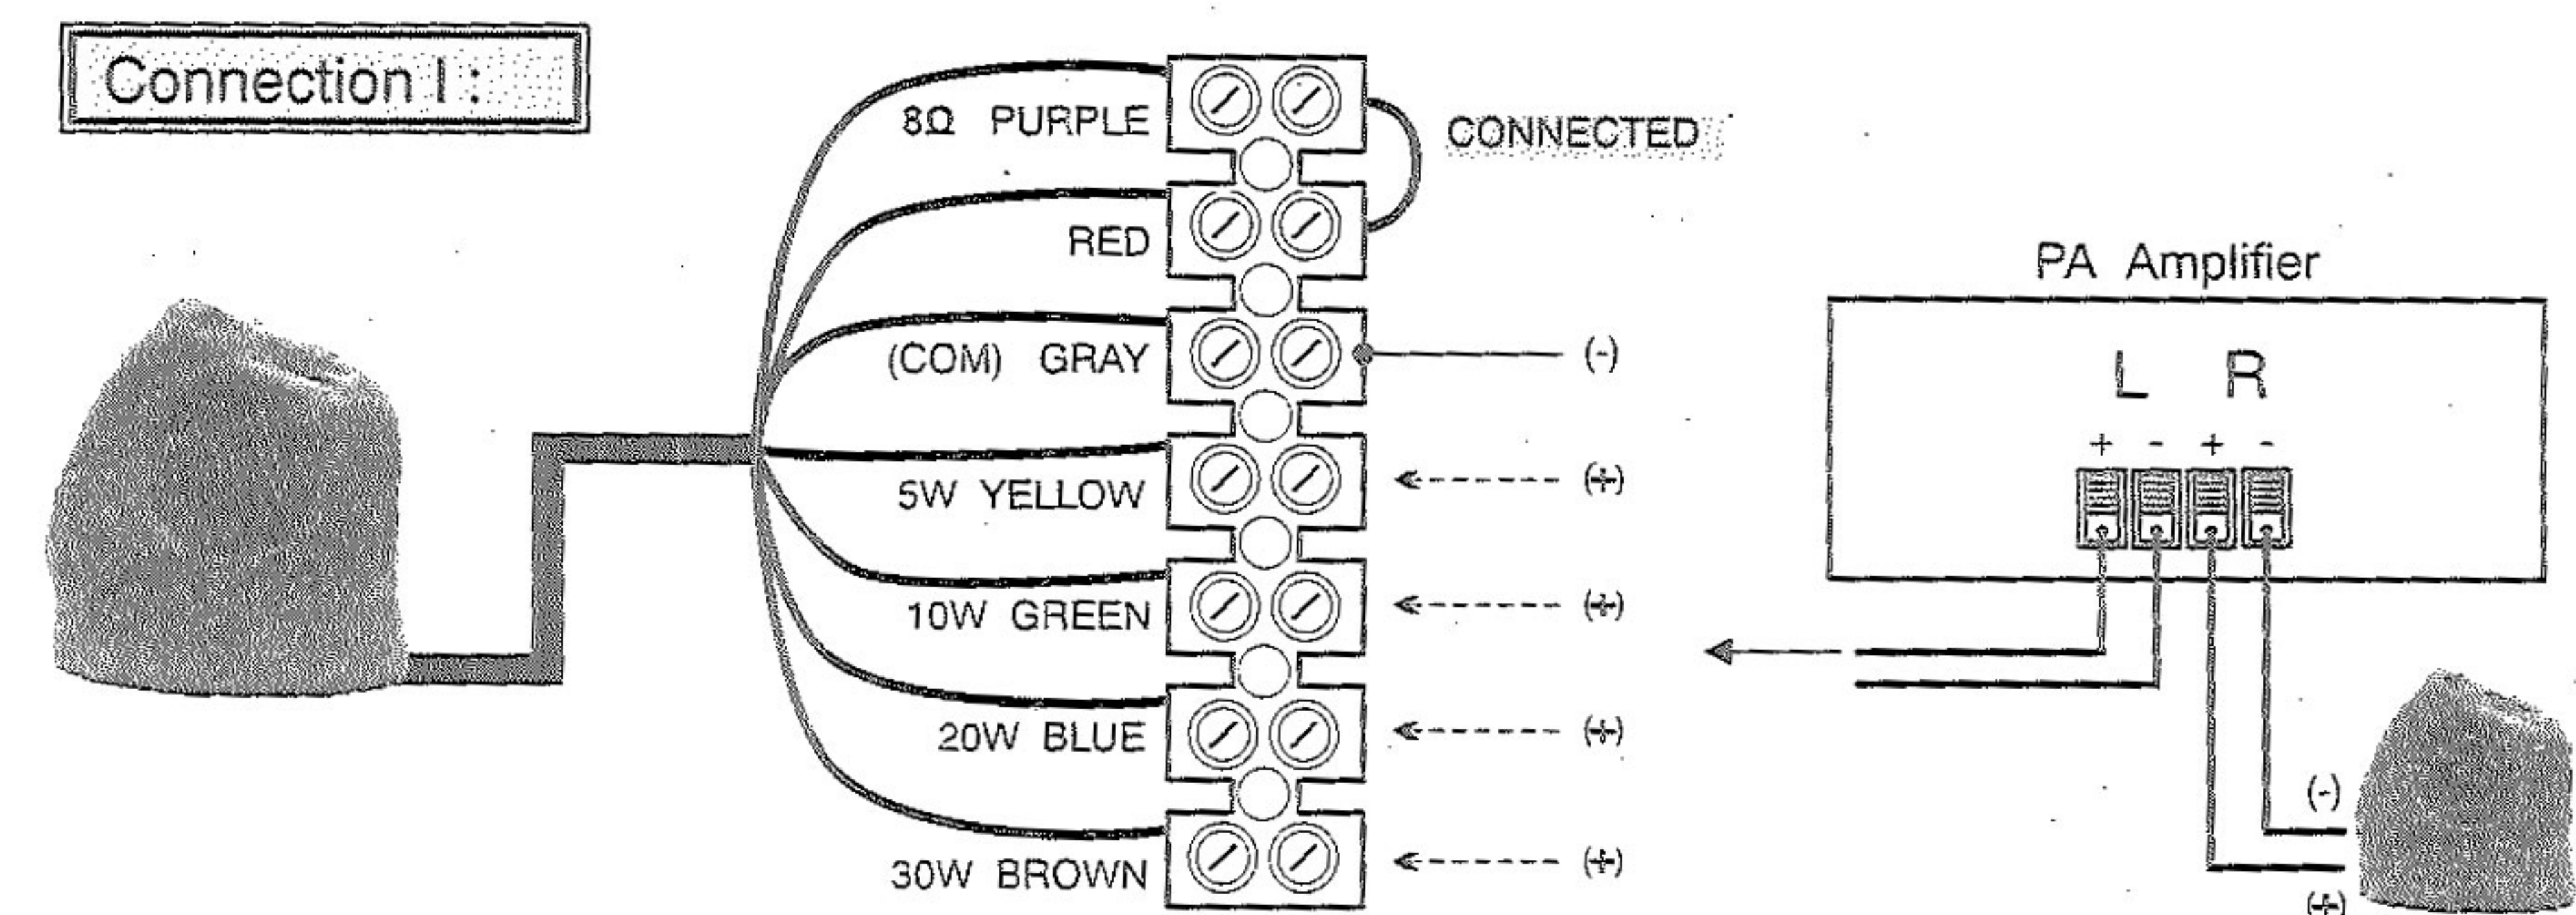 Connection I :
8Ω PURPLE
CONNECTED
RED
PA Amplifier
(COM) GRAY
(-)
L R
+ - + -
5W YELLOW
(+)
10W GREEN
(+)
20W BLUE
(+)
(-)
30W BROWN
(+)
(+)